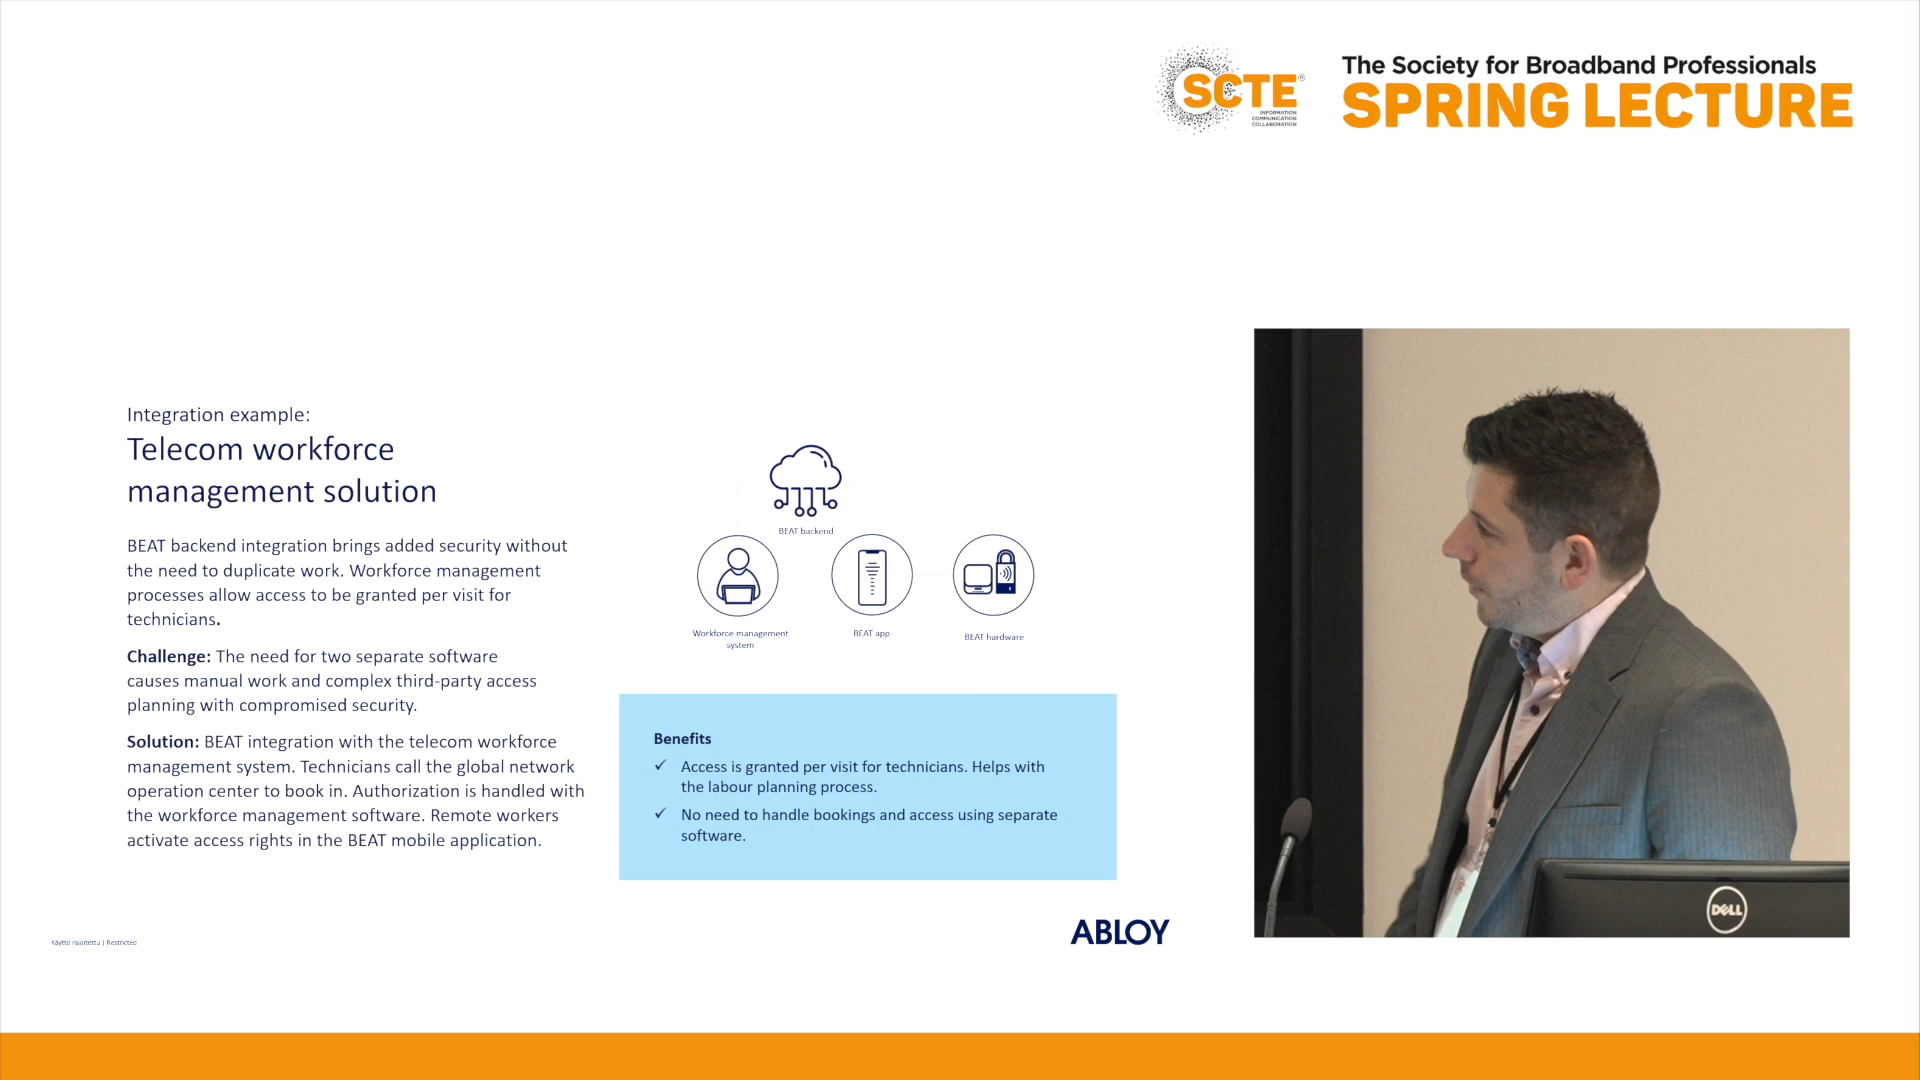 SCTE®
INFORMATION
COMMUNICATION
COLLABORATION
The Society for Broadband Professionals
SPRING LECTURE
Integration example:
Telecom workforce
management solution
BEAT backend integration brings added security without
the need to duplicate work. Workforce management
processes allow access to be granted per visit for
technicians.
Challenge: The need for two separate software
causes manual work and complex third-party access
planning with compromised security.
Solution: BEAT integration with the telecom workforce
management system. Technicians call the global network
operation center to book in. Authorization is handled with
the workforce management software. Remote workers
activate access rights in the BEAT mobile application.
BEAT backend
Workforce management
system
BEAT app
BEAT hardware
Benefits
✓ Access is granted per visit for technicians. Helps with
the labour planning process.
✓ No need to handle bookings and access using separate
software.
ABLOY
Käyttö rajoitettu | Restricted
DELL